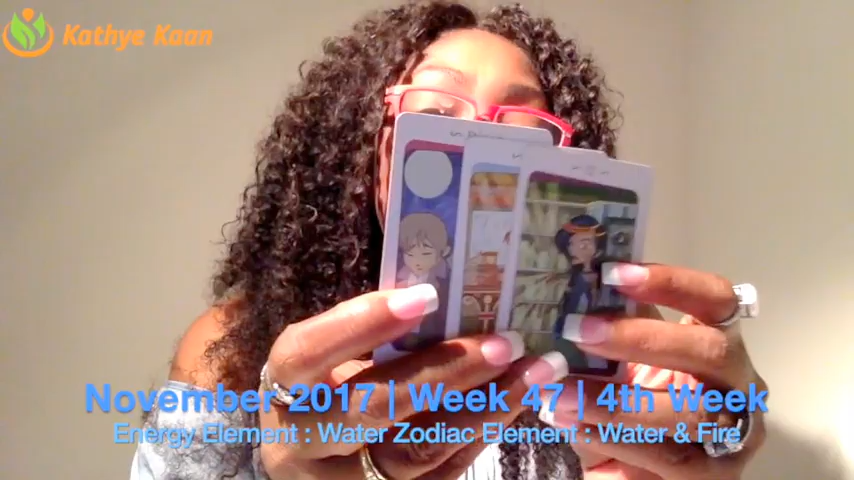 Kathye Kaan
November 2017 | Week 47 | 4th Week
Energy Element : Water Zodiac Element : Water & Fire